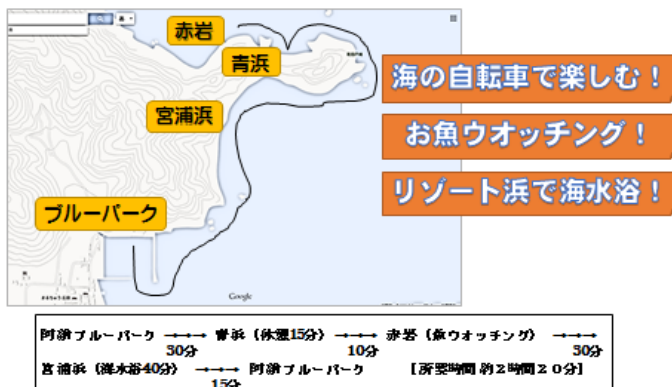 赤岩
青浜
宮浦浜
ブルーパーク
海の自転車で楽しむ!
お魚ウオッチング!
リゾート浜で海水浴!
Google
阿納ブルーパーク →→→ 青浜(休憩15分) →→→ 赤岩(魚ウォッチング) →→→
30分 10分 30分
宮浦浜(海水浴40分) →→→ 阿納ブルーパーク 【所要時間 約2時間20分】
15分